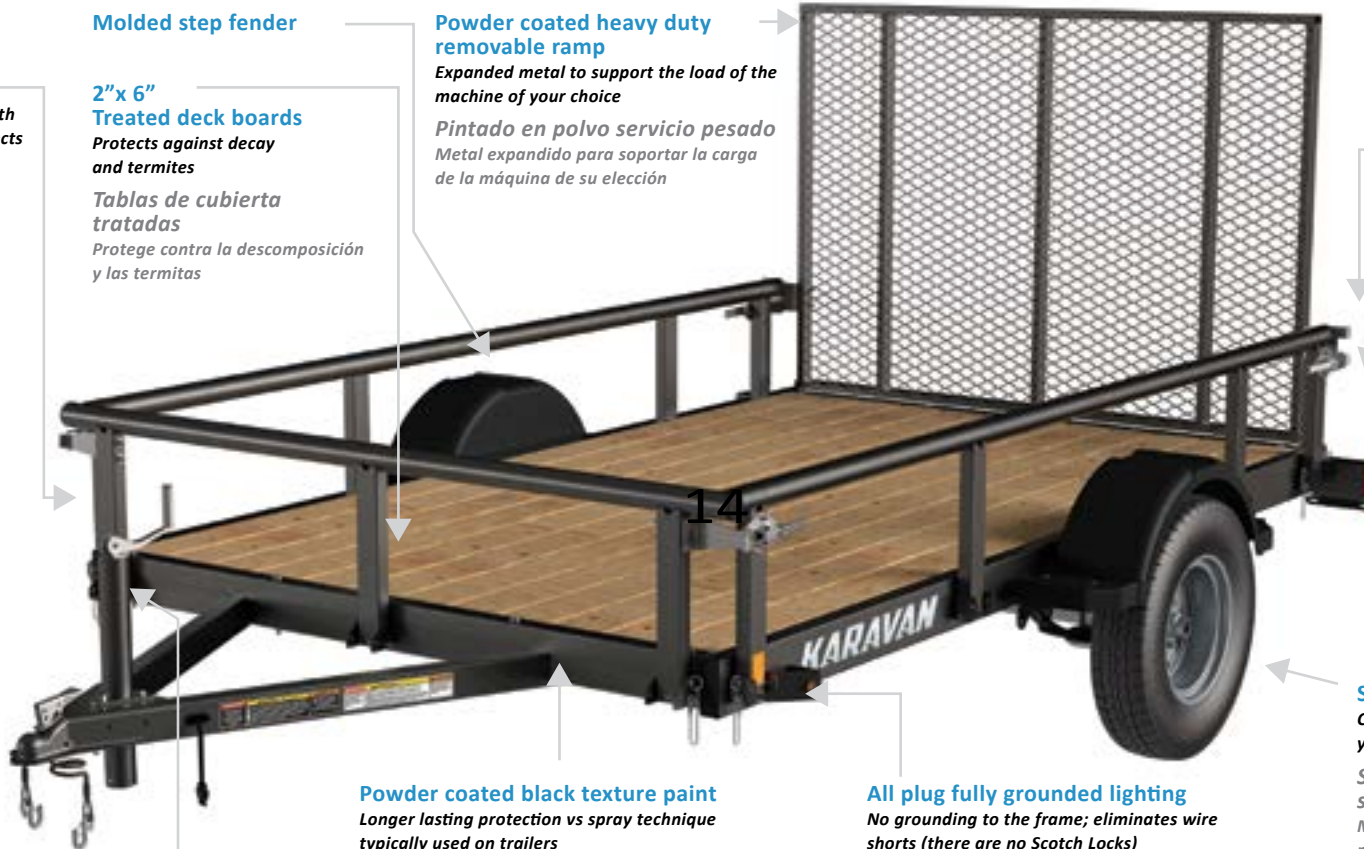 Molded step fender
2”x 6”
Treated deck boards
Protects against decay
and termites
Tablas de cubierta
tratadas
Protege contra la descomposición
y las termitas
Powder coated heavy duty
removable ramp
Expanded metal to support the load of the
machine of your choice
Pintado en polvo servicio pesado
Metal expandido para soportar la carga
de la máquina de su elección
14
KARAVAN
Powder coated black texture paint
Longer lasting protection vs spray technique
typically used on trailers
All plug fully grounded lighting
No grounding to the frame; eliminates wire
shorts (there are no Scotch Locks)